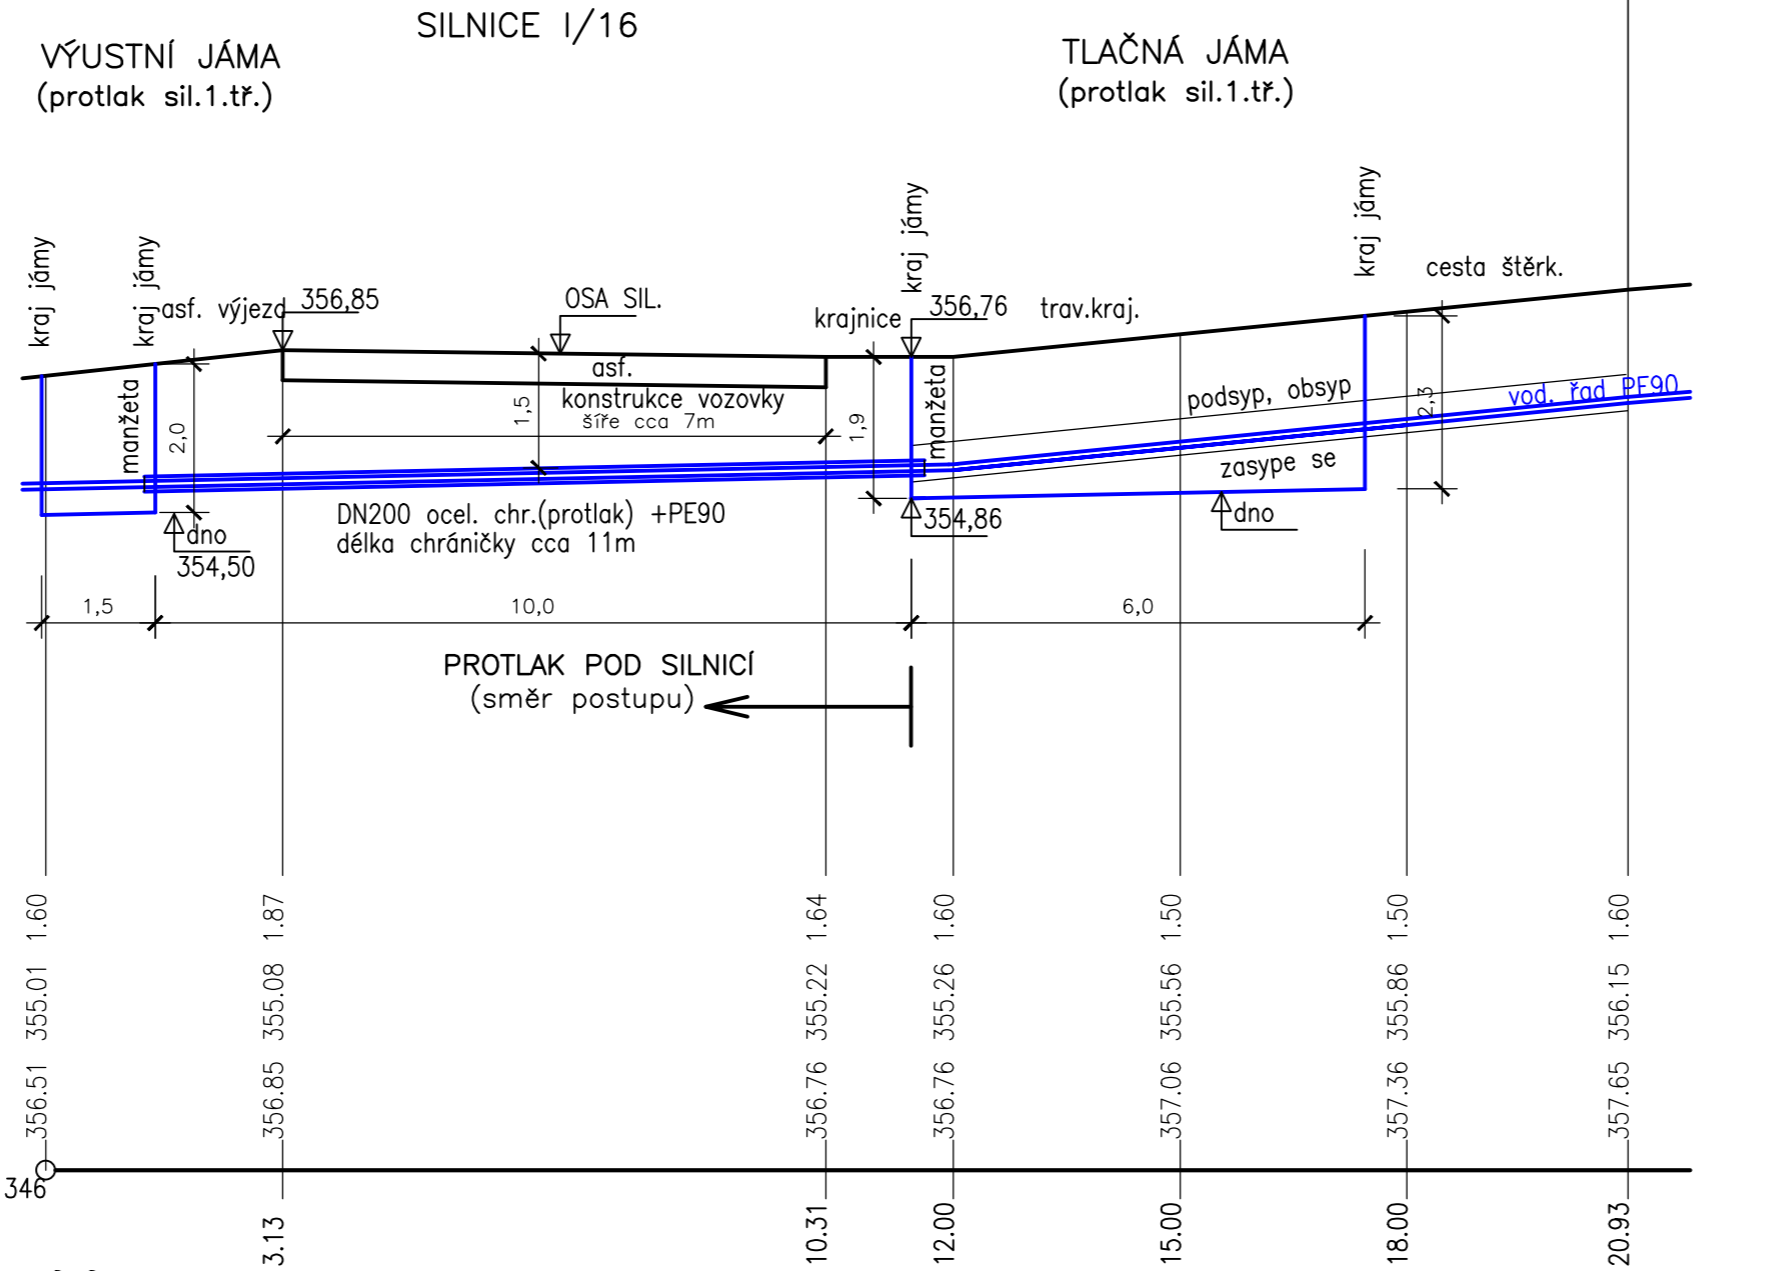 SILNICE I/16
VÝUSTNÍ JÁMA
(protlak sil.1.tř.)
TLAČNÁ JÁMA
(protlak sil.1.tř.)
kraj jámy
kraj jámy
kraj jámy
kraj jámy
asf. výjezd
356,85
OSA SIL.
krajnice
356,76
trav.kraj.
cesta štěrk.
asf.
konstrukce vozovky
šíře cca 7m
manžeta
2,0
1,5
1,9
manžeta
podsyp, obsyp
2,3
vod. řad PE90
zasype se
dno
354,50
DN200 ocel. chr.(protlak) +PE90
délka chráničky cca 11m
354,86
dno
1,5
10,0
6,0
PROTLAK POD SILNICÍ
(směr postupu)
1.60
1.87
1.64
1.60
1.50
1.50
1.60
355.01
355.08
355.22
355.26
355.56
355.86
356.15
356.51
356.85
356.76
356.76
357.06
357.36
357.65
346
3.13
10.31
12.00
15.00
18.00
20.93